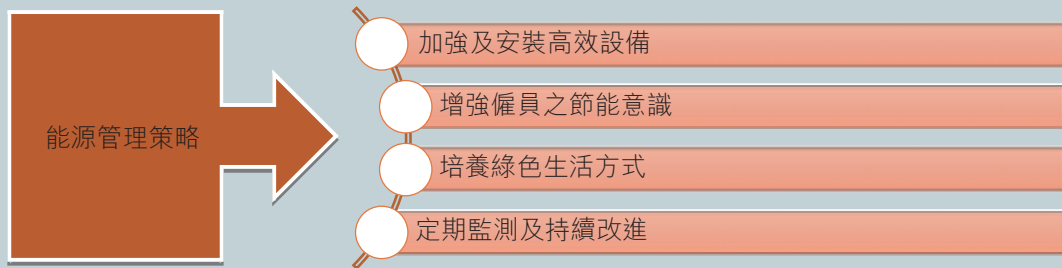 能源管理策略
加強及安裝高效設備
增強僱員之節能意識
培養綠色生活方式
定期監測及持續改進